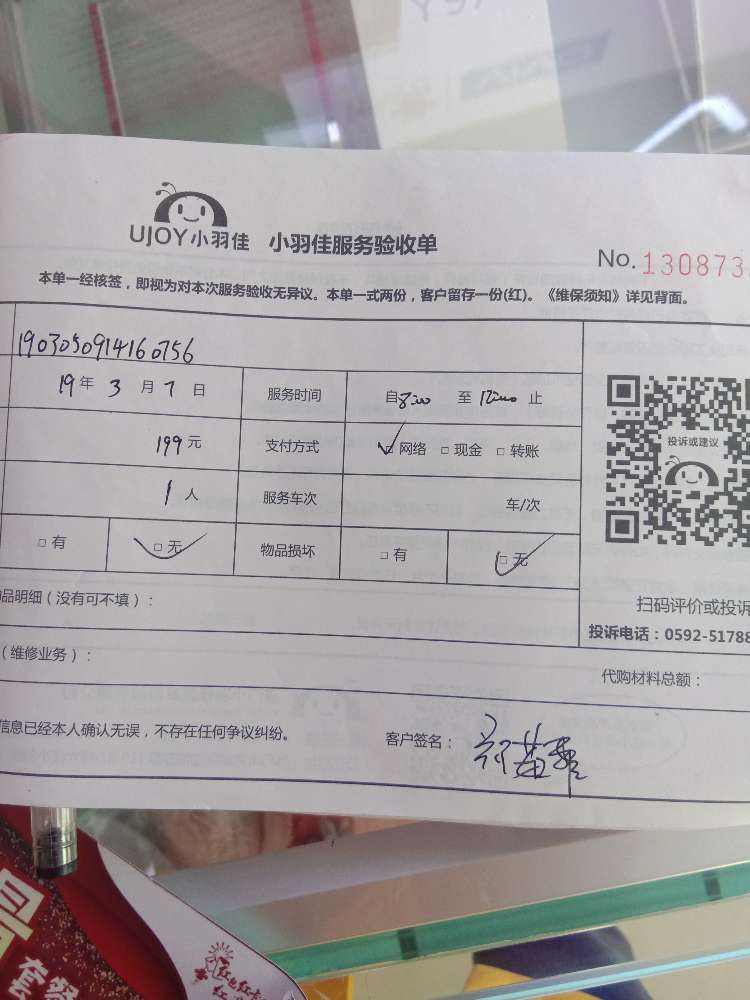 UJOY小羽佳 小羽佳服务验收单
No. 130873
本单一经核签，即视为对本次服务验收无异议。本单一式两份，客户留存一份(红)。《维保须知》详见背面。
1903050914160756
19年 3 月 7 日 服务时间 自8:00 至 12:00 止
199元 支付方式 网络 □ 现金 □ 转账
1人 服务车次 车/次
□ 有 □ 无 物品损坏 □ 有 □ 无
投诉或建议
扫码评价或投诉
投诉电话：0592-51788
品明细（没有可不填）：
（维修业务）：
代购材料总额：
信息已经本人确认无误，不存在任何争议纠纷。
客户签名：